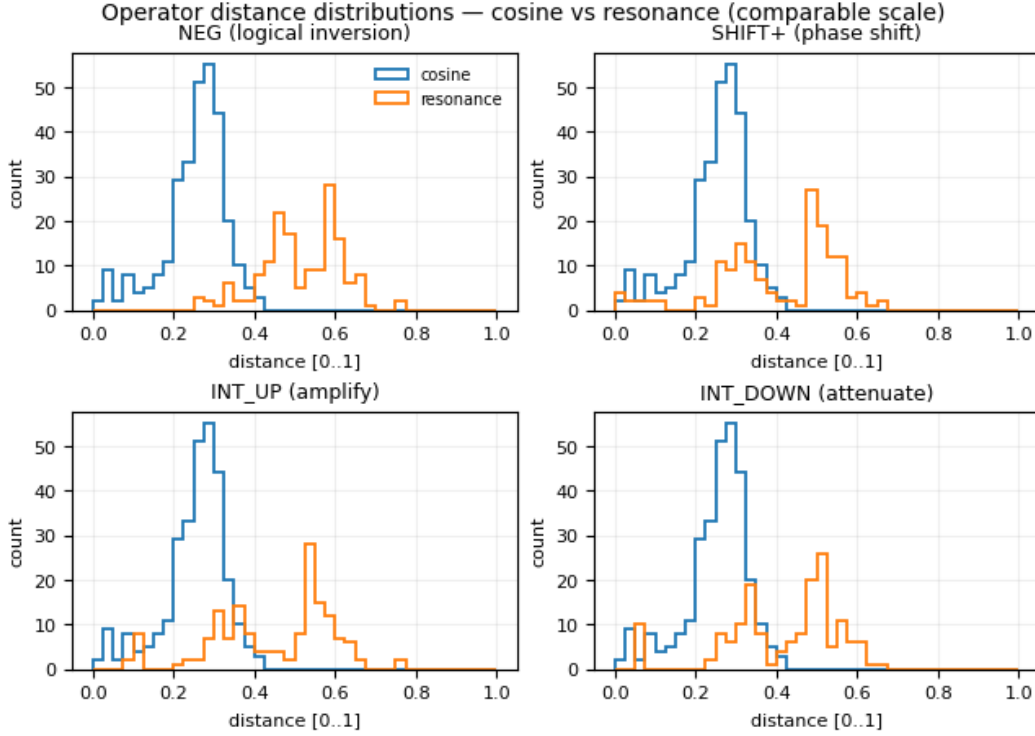 Operator distance distributions — cosine vs resonance (comparable scale)
NEG (logical inversion)
SHIFT+ (phase shift)
cosine
resonance
count
50
40
30
20
10
0
0.0 0.2 0.4 0.6 0.8 1.0
distance [0..1]
count
50
40
30
20
10
0
0.0 0.2 0.4 0.6 0.8 1.0
distance [0..1]
INT_UP (amplify)
INT_DOWN (attenuate)
count
50
40
30
20
10
0
0.0 0.2 0.4 0.6 0.8 1.0
distance [0..1]
count
50
40
30
20
10
0
0.0 0.2 0.4 0.6 0.8 1.0
distance [0..1]